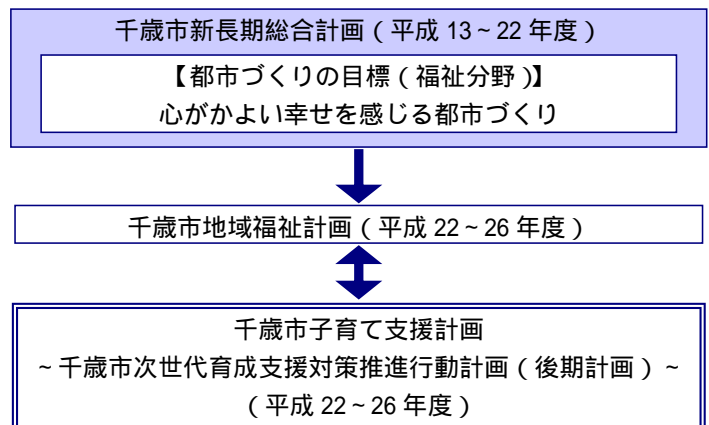 千歳市新長期総合計画（平成 13～22 年度）
【都市づくりの目標（福祉分野）】
心がかよい幸せを感じる都市づくり
千歳市地域福祉計画（平成 22～26 年度）
千歳市子育て支援計画
～千歳市次世代育成支援対策推進行動計画（後期計画）～
（平成 22～26 年度）